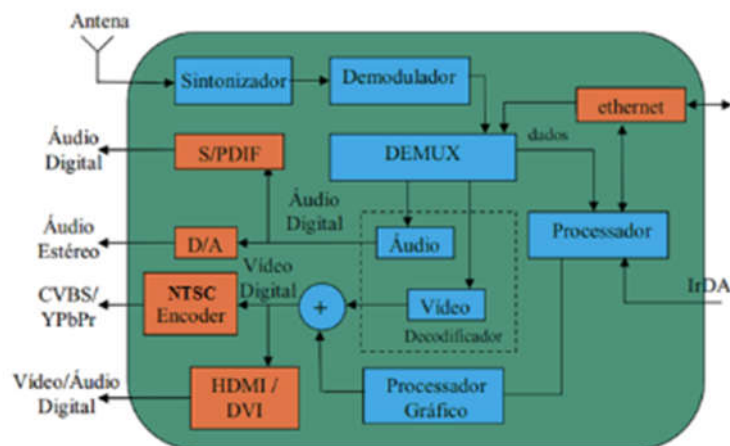 Antena
Sintonizador
Demodulador
ethernet
Áudio
Digital
S/PDIF
DEMUX
dados
Áudio
Digital
Áudio
Estéreo
D/A
Áudio
Processador
Vídeo
Digital
CVBS/
YPbPr
NTSC
Encoder
+
Vídeo
Decodificador
IrDA
Vídeo/Áudio
Digital
HDMI /
DVI
Processador
Gráfico